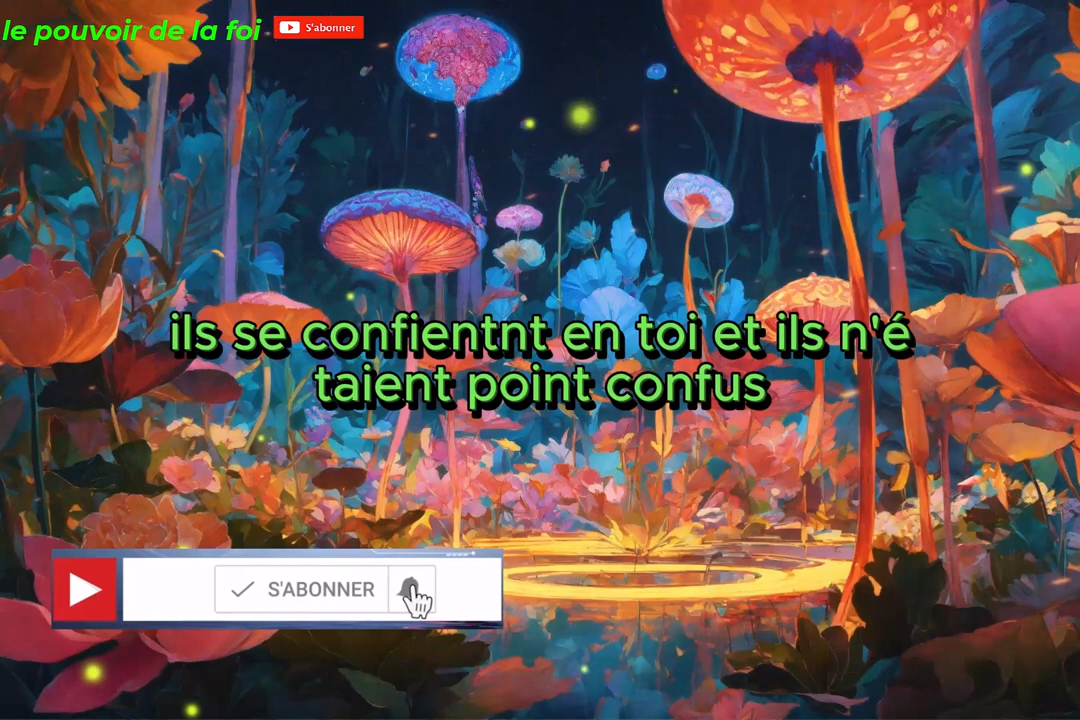 le pouvoir de la foi
S'abonner
ils se confientnt en toi et ils n'é
taient point confus
S'ABONNER